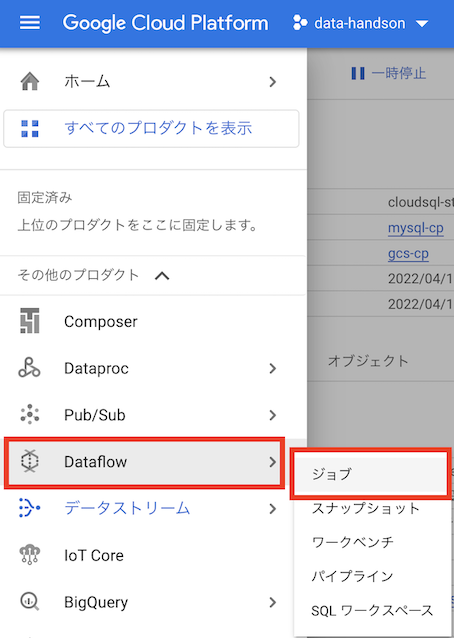 Google Cloud Platform data-handson
ホーム
一時停止
すべてのプロダクトを表示
固定済み
上位のプロダクトをここに固定します。
cloudsql-st
mysql-cp
gcs-cp
2022/04/1
2022/04/1
その他のプロダクト
オブジェクト
Composer
Dataproc
Pub/Sub
Dataflow
ジョブ
データストリーム
スナップショット
ワークベンチ
IoT Core
パイプライン
BigQuery
SQL ワークスペース